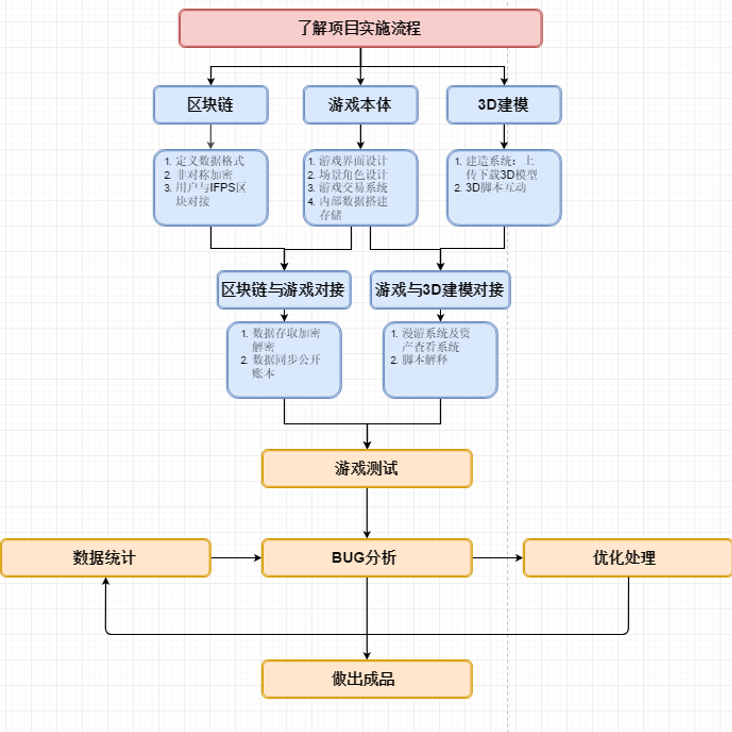 了解项目实施流程
区块链
游戏本体
3D建模
1. 定义数据格式
2. 非对称加密
3. 用户与IFPS区
块对接
1. 游戏界面设计
2. 场景角色设计
3. 游戏交易系统
4. 内部数据搭建
存储
1. 建造系统：上
传下载3D模型
2. 3D脚本互动
区块链与游戏对接
游戏与3D建模对接
1. 数据存取加密
解密
2. 数据同步公开
账本
1. 漫游系统及资
产查看系统
2. 脚本解释
游戏测试
数据统计
BUG分析
优化处理
做出成品